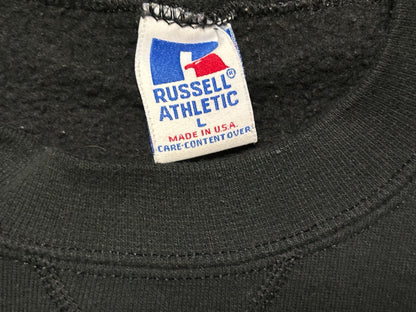 RUSSELL®
ATHLETIC
L
MADE IN U.S.A.
CARE·CONTENT OVER